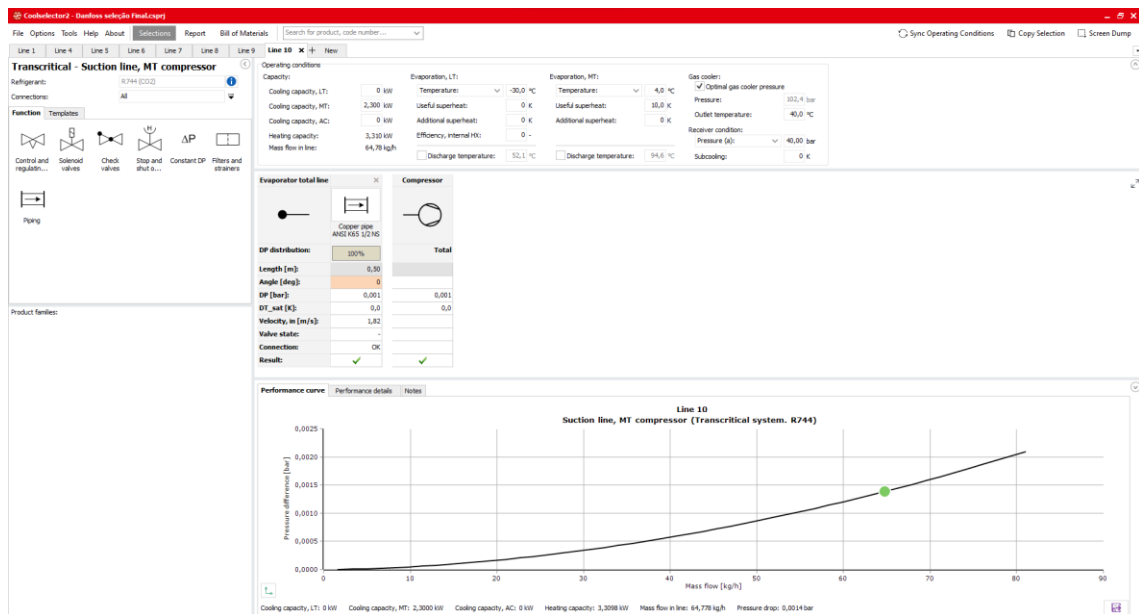 Coolselector2 - Danfoss seleção Final.csprj
File Options Tools Help About Selections Report Bill of Materials Search for product, code number... Sync Operating Conditions Copy Selection Screen Dump
Line 1 Line 4 Line 5 Line 6 Line 7 Line 8 Line 9 Line 10 × + New
Transcritical - Suction line, MT compressor
Refrigerant: R744 (CO2)
Connections: All
Function Templates
Control and regulatin... Solenoid valves Check valves Stop and shut o... Constant DP Filters and strainers
H
ΔP
Piping
Product families:
Operating conditions
Capacity: Evaporation, LT: Evaporation, MT: Gas cooler:
Optimal gas cooler pressure
Cooling capacity, LT: 0 kW Temperature: -30,0 °C Temperature: 4,0 °C Pressure: 102,4 bar
Cooling capacity, MT: 2,300 kW Useful superheat: 0 K Useful superheat: 10,0 K Outlet temperature: 40,0 °C
Cooling capacity, AC: 0 kW Additional superheat: 0 K Additional superheat: 0 K Receiver condition:
Heating capacity: 3,310 kW Efficiency, internal HX: 0 - Pressure (a): 40,00 bar
Mass flow in line: 64,78 kg/h Discharge temperature: 52,1 °C Discharge temperature: 94,6 °C Subcooling: 0 K
Evaporator total line × Compressor
Copper pipe
ANSI K65 1/2 NS
DP distribution: 100% Total
Length [m]: 0,50
Angle [deg]: 0
DP [bar]: 0,001 0,001
DT_sat [K]: 0,0 0,0
Velocity, in [m/s]: 1,82
Valve state: -
Connection: OK
Result:
Performance curve Performance details Notes
Line 10
Suction line, MT compressor (Transcritical system. R744)
Pressure difference [bar]
0,0025
0,0020
0,0015
0,0010
0,0005
0,0000
0 10 20 30 40 50 60 70 80 90
Mass flow [kg/h]
Cooling capacity, LT: 0 kW Cooling capacity, MT: 2,3000 kW Cooling capacity, AC: 0 kW Heating capacity: 3,3098 kW Mass flow in line: 64,778 kg/h Pressure drop: 0,0014 bar